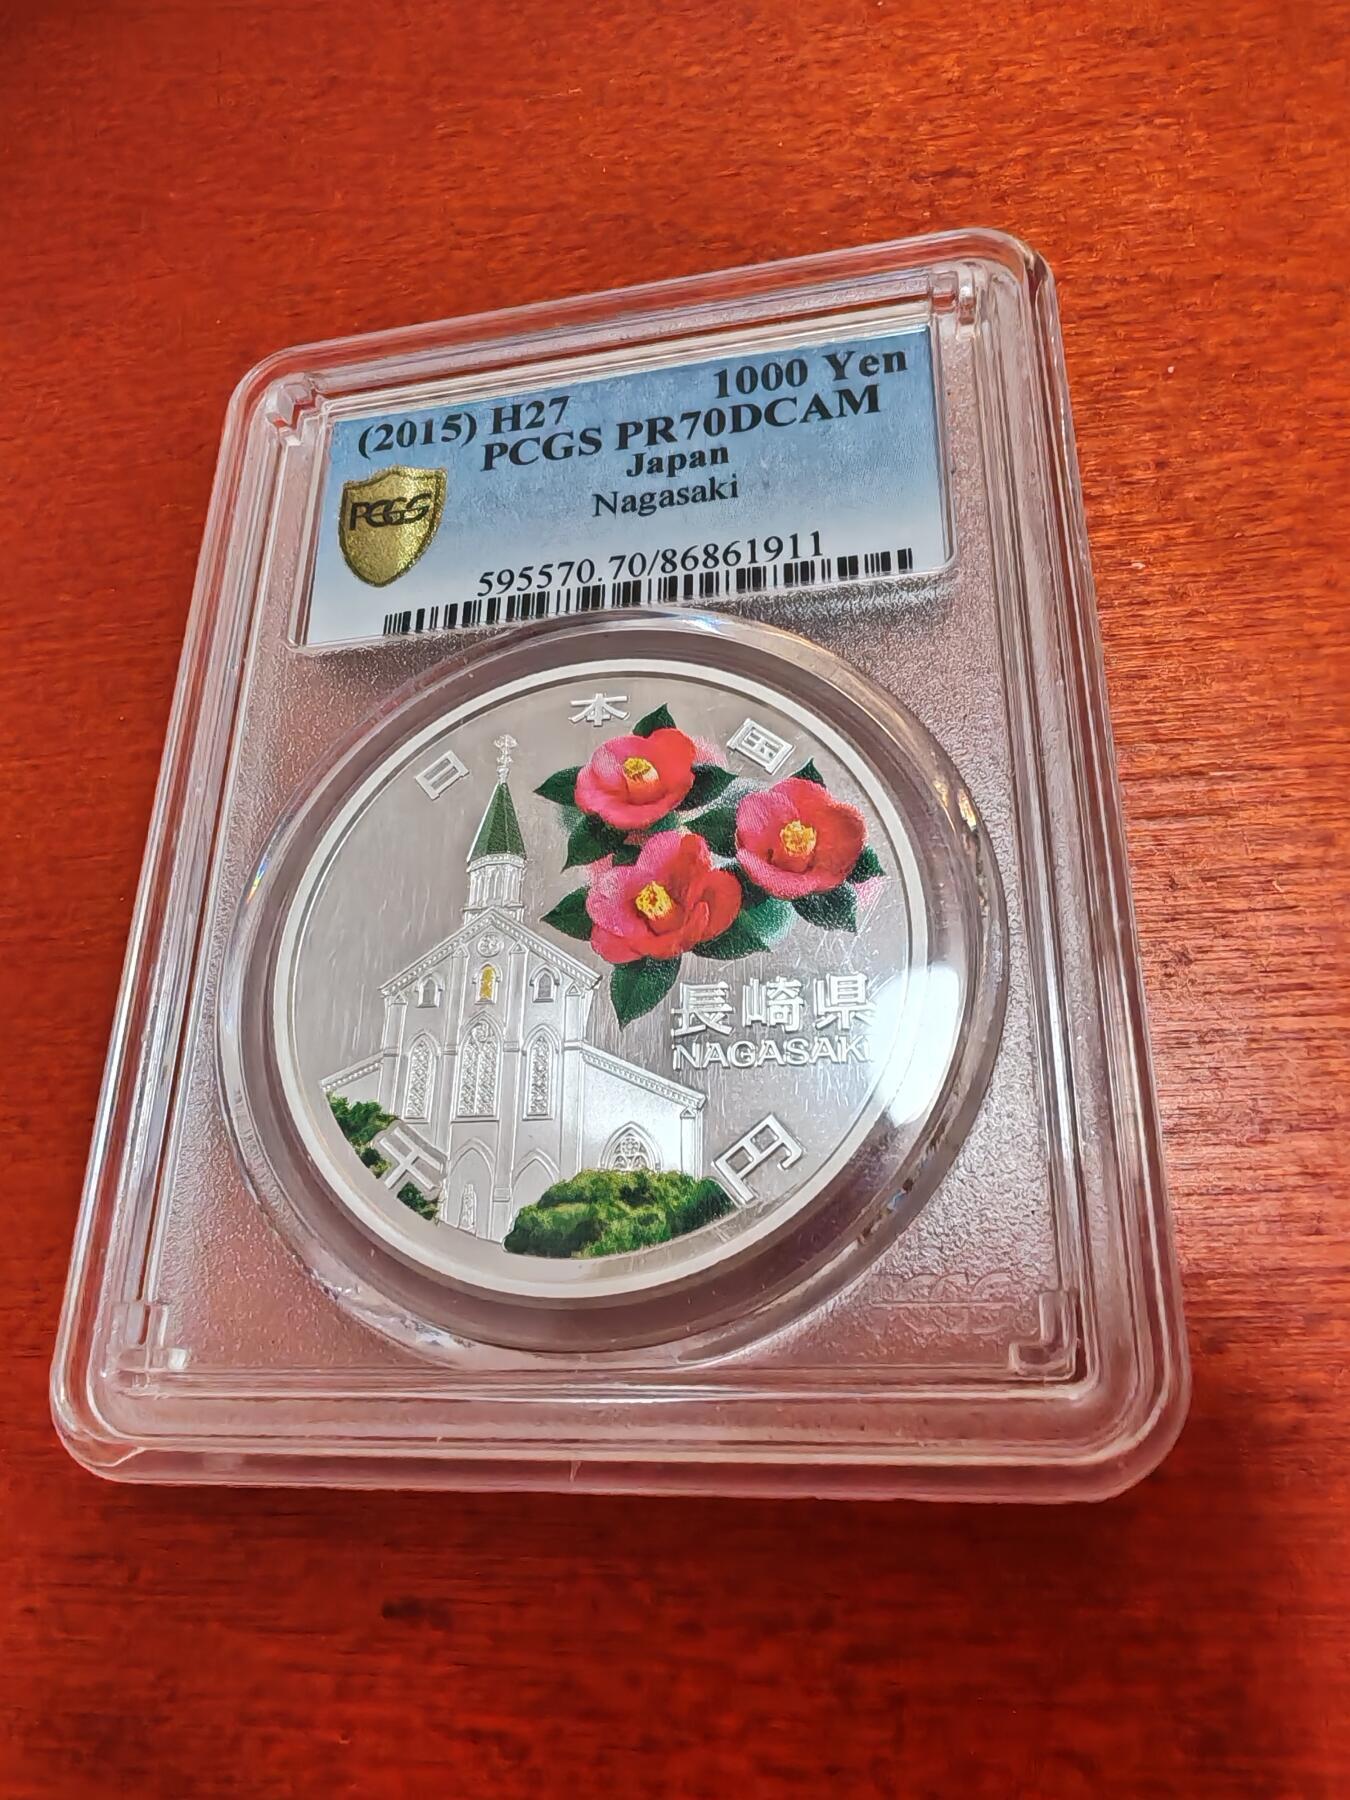 (2015) H27 1000 Yen
PCGS PR70DCAM
Japan
Nagasaki
PCGS
595570.70/86861911
日本国
長崎県
NAGASAKI
千円